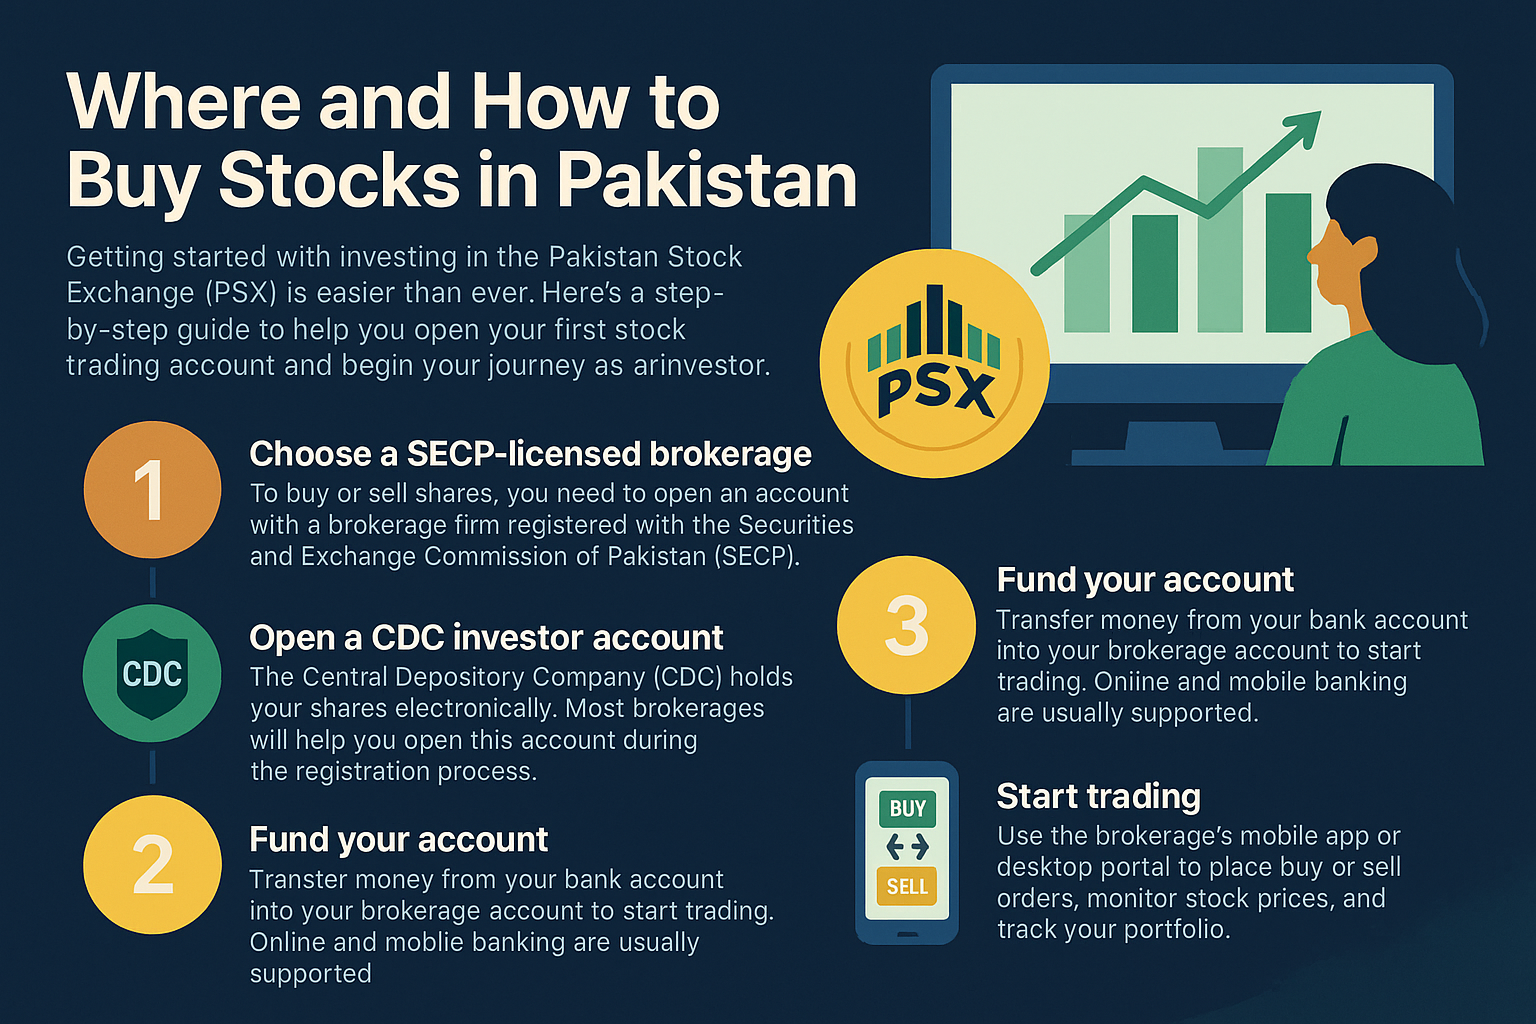 Where and How to
Buy Stocks in Pakistan
Getting started with investing in the Pakistan Stock
Exchange (PSX) is easier than ever. Here's a step-
by-step guide to help you open your first stock
trading account and begin your journey as arinvestor.
PSX
1
Choose a SECP-licensed brokerage
To buy or sell shares, you need to open an account
with a brokerage firm registered with the Securities
and Exchange Commission of Pakistan (SECP).
CDC
Open a CDC investor account
The Central Depository Company (CDC) holds
your shares electronically. Most brokerages
will help you open this account during
the registration process.
2
Fund your account
Transter money from your bank account
into your brokerage account to start trading.
Online and moblie banking are usually
supported
3
Fund your account
Transfer money from your bank account
into your brokerage account to start
trading. Oniine and mobile banking
are usually supported.
BUY
SELL
Start trading
Use the brokerage's mobile app or
desktop portal to place buy or sell
orders, monitor stock prices, and
track your portfolio.